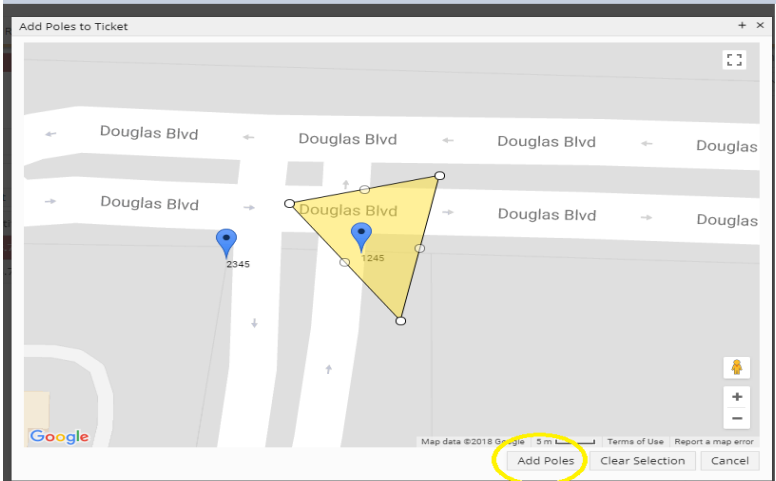 Add Poles to Ticket
Douglas Blvd
Douglas Blvd
Douglas Blvd
Douglas
Douglas Blvd
Douglas Blvd
Douglas Blvd
Douglas
2345
1245
Google
Map data ©2018 Google 5 m Terms of Use Report a map error
Add Poles Clear Selection Cancel